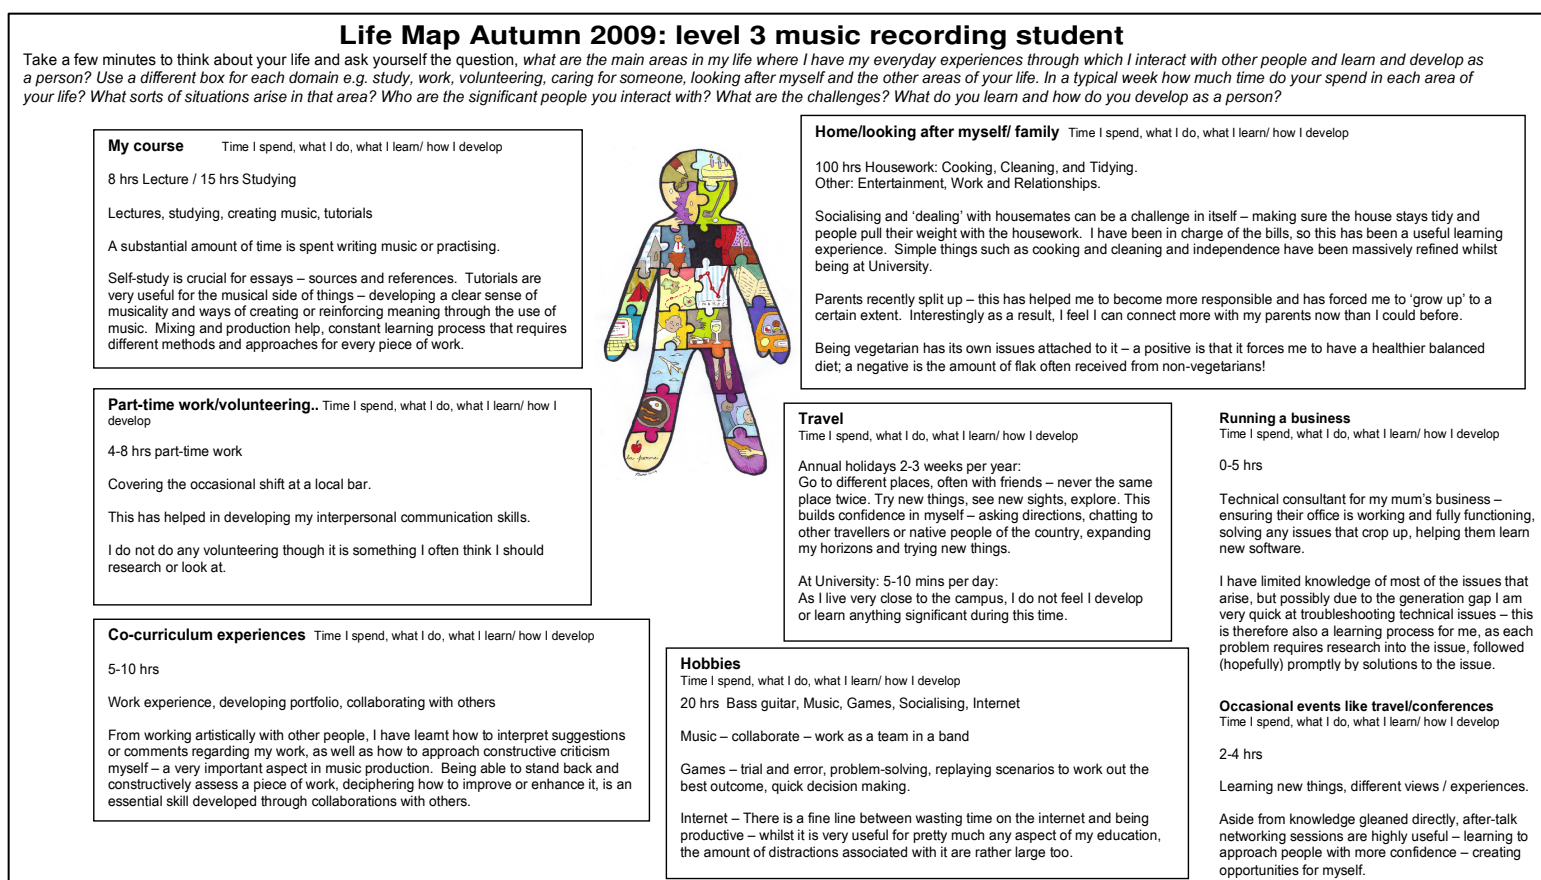 Life Map Autumn 2009: level 3 music recording student
Take a few minutes to think about your life and ask yourself the question, what are the main areas in my life where I have my everyday experiences through which I interact with other people and learn and develop as
a person? Use a different box for each domain e.g. study, work, volunteering, caring for someone, looking after myself and the other areas of your life. In a typical week how much time do your spend in each area of
your life? What sorts of situations arise in that area? Who are the significant people you interact with? What are the challenges? What do you learn and how do you develop as a person?
My course Time I spend, what I do, what I learn/ how I develop
8 hrs Lecture / 15 hrs Studying
Lectures, studying, creating music, tutorials
A substantial amount of time is spent writing music or practising.
Self-study is crucial for essays – sources and references. Tutorials are
very useful for the musical side of things – developing a clear sense of
musicality and ways of creating or reinforcing meaning through the use of
music. Mixing and production help, constant learning process that requires
different methods and approaches for every piece of work.
Home/looking after myself/ family Time I spend, what I do, what I learn/ how I develop
100 hrs Housework: Cooking, Cleaning, and Tidying.
Other: Entertainment, Work and Relationships.
Socialising and ‘dealing’ with housemates can be a challenge in itself – making sure the house stays tidy and
people pull their weight with the housework. I have been in charge of the bills, so this has been a useful learning
experience. Simple things such as cooking and cleaning and independence have been massively refined whilst
being at University.
Parents recently split up – this has helped me to become more responsible and has forced me to ‘grow up’ to a
certain extent. Interestingly as a result, I feel I can connect more with my parents now than I could before.
Being vegetarian has its own issues attached to it – a positive is that it forces me to have a healthier balanced
diet; a negative is the amount of flak often received from non-vegetarians!
Part-time work/volunteering.. Time I spend, what I do, what I learn/ how I
develop
4-8 hrs part-time work
Covering the occasional shift at a local bar.
This has helped in developing my interpersonal communication skills.
I do not do any volunteering though it is something I often think I should
research or look at.
la pomme
Travel
Time I spend, what I do, what I learn/ how I develop
Annual holidays 2-3 weeks per year:
Go to different places, often with friends – never the same
place twice. Try new things, see new sights, explore. This
builds confidence in myself – asking directions, chatting to
other travellers or native people of the country, expanding
my horizons and trying new things.
At University: 5-10 mins per day:
As I live very close to the campus, I do not feel I develop
or learn anything significant during this time.
Running a business
Time I spend, what I do, what I learn/ how I develop
0-5 hrs
Technical consultant for my mum’s business –
ensuring their office is working and fully functioning,
solving any issues that crop up, helping them learn
new software.
I have limited knowledge of most of the issues that
arise, but possibly due to the generation gap I am
very quick at troubleshooting technical issues – this
is therefore also a learning process for me, as each
problem requires research into the issue, followed
(hopefully) promptly by solutions to the issue.
Co-curriculum experiences Time I spend, what I do, what I learn/ how I develop
5-10 hrs
Work experience, developing portfolio, collaborating with others
From working artistically with other people, I have learnt how to interpret suggestions
or comments regarding my work, as well as how to approach constructive criticism
myself – a very important aspect in music production. Being able to stand back and
constructively assess a piece of work, deciphering how to improve or enhance it, is an
essential skill developed through collaborations with others.
Hobbies
Time I spend, what I do, what I learn/ how I develop
20 hrs Bass guitar, Music, Games, Socialising, Internet
Music – collaborate – work as a team in a band
Games – trial and error, problem-solving, replaying scenarios to work out the
best outcome, quick decision making.
Internet – There is a fine line between wasting time on the internet and being
productive – whilst it is very useful for pretty much any aspect of my education,
the amount of distractions associated with it are rather large too.
Occasional events like travel/conferences
Time I spend, what I do, what I learn/ how I develop
2-4 hrs
Learning new things, different views / experiences.
Aside from knowledge gleaned directly, after-talk
networking sessions are highly useful – learning to
approach people with more confidence – creating
opportunities for myself.